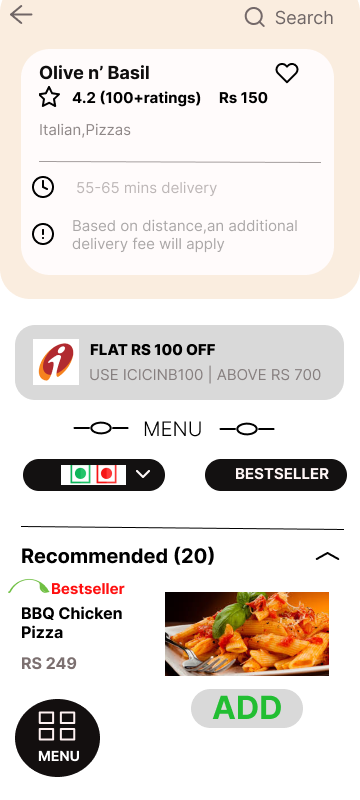 Search
Olive n’ Basil
4.2 (100+ratings) Rs 150
Italian,Pizzas
55-65 mins delivery
Based on distance,an additional
delivery fee will apply
FLAT RS 100 OFF
USE ICICINB100 | ABOVE RS 700
MENU
BESTSELLER
Recommended (20)
Bestseller
BBQ Chicken
Pizza
RS 249
ADD
MENU